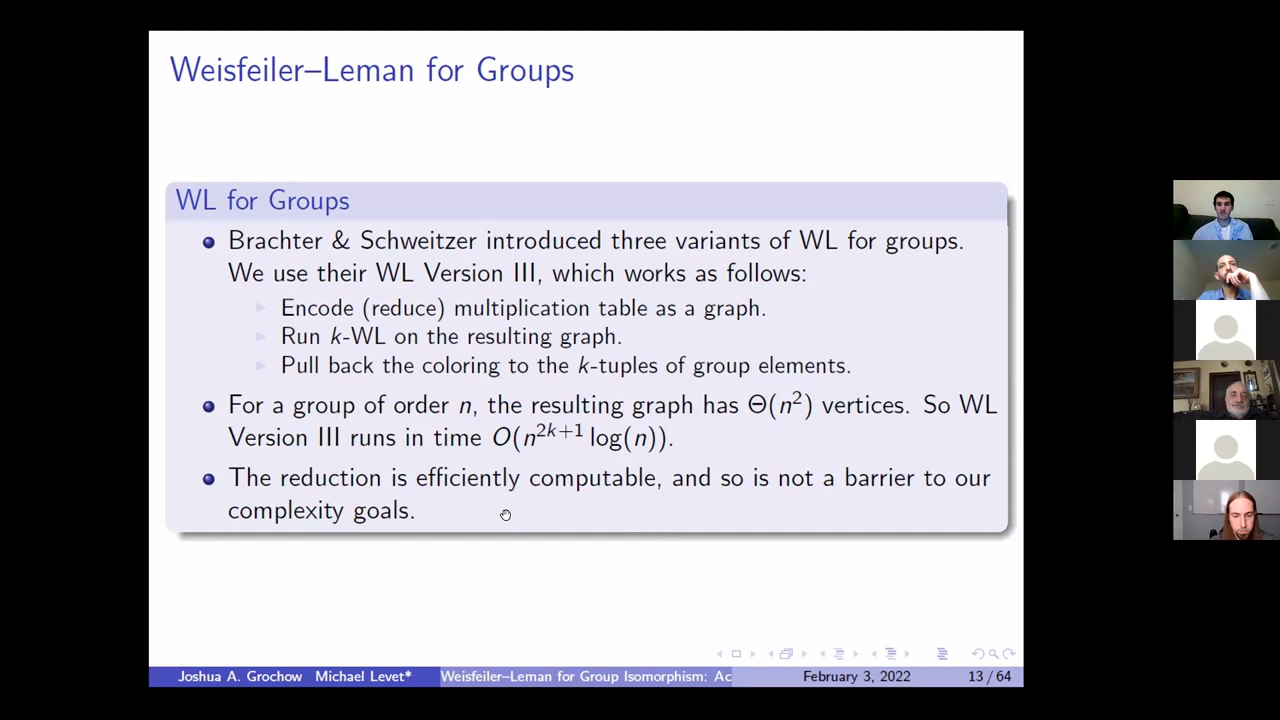 Weisfeiler–Leman for Groups
WL for Groups
Brachter & Schweitzer introduced three variants of WL for groups.
We use their WL Version III, which works as follows:
Encode (reduce) multiplication table as a graph.
Run k-WL on the resulting graph.
Pull back the coloring to the k-tuples of group elements.
For a group of order n, the resulting graph has Θ(n²) vertices. So WL
Version III runs in time O(n²ᵏ⁺¹ log(n)).
The reduction is efficiently computable, and so is not a barrier to our
complexity goals.
Joshua A. Grochow Michael Levet* Weisfeiler–Leman for Group Isomorphism: Ac February 3, 2022 13 / 64